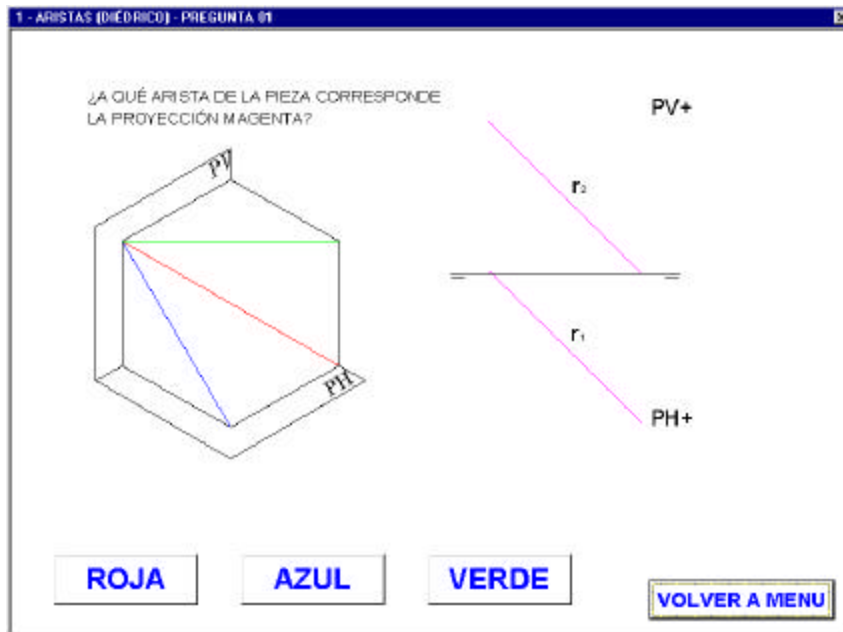 1 - ARISTAS (DIÉDRICO) - PREGUNTA 01
¿A QUÉ ARISTA DE LA PIEZA CORRESPONDE
LA PROYECCIÓN MAGENTA?
PV
PH
PV+
r₂
r₁
PH+
ROJA
AZUL
VERDE
VOLVER A MENU